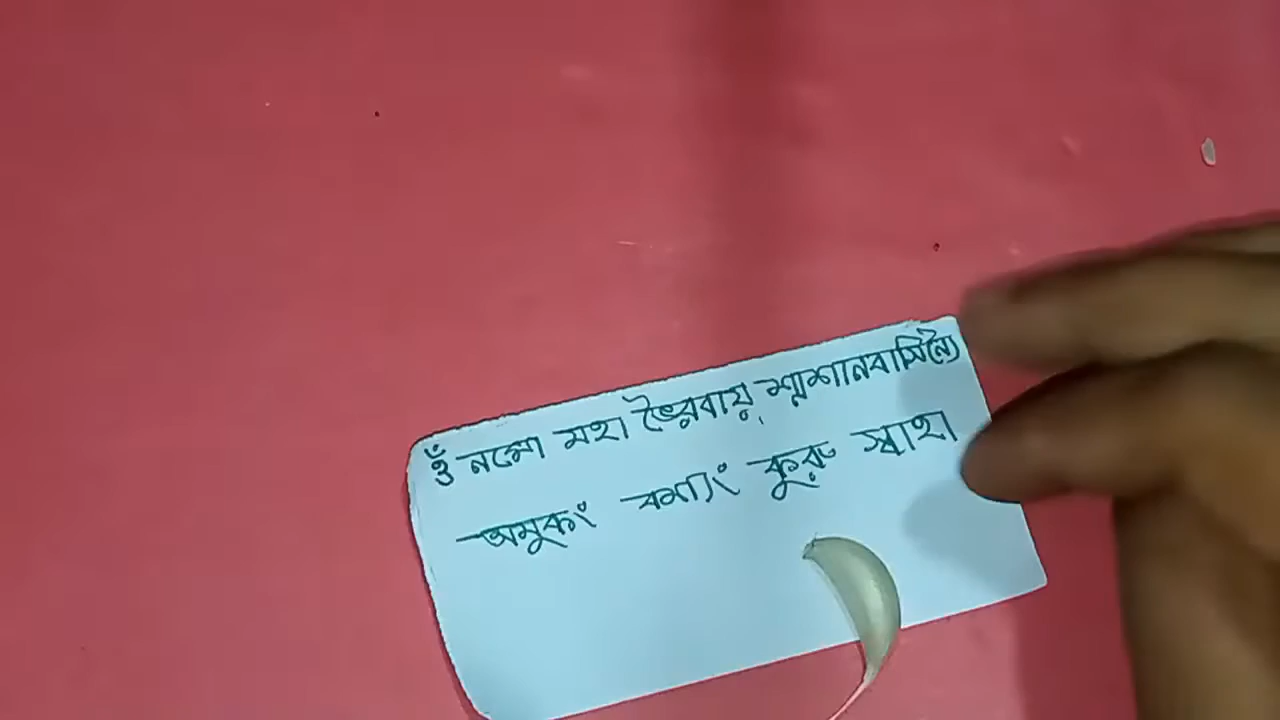 ওঁ নমো মহা ভৈরবায় শ্মশানবাসিন্যৈ
অমুকং বশ্যং কুরু স্বাহা